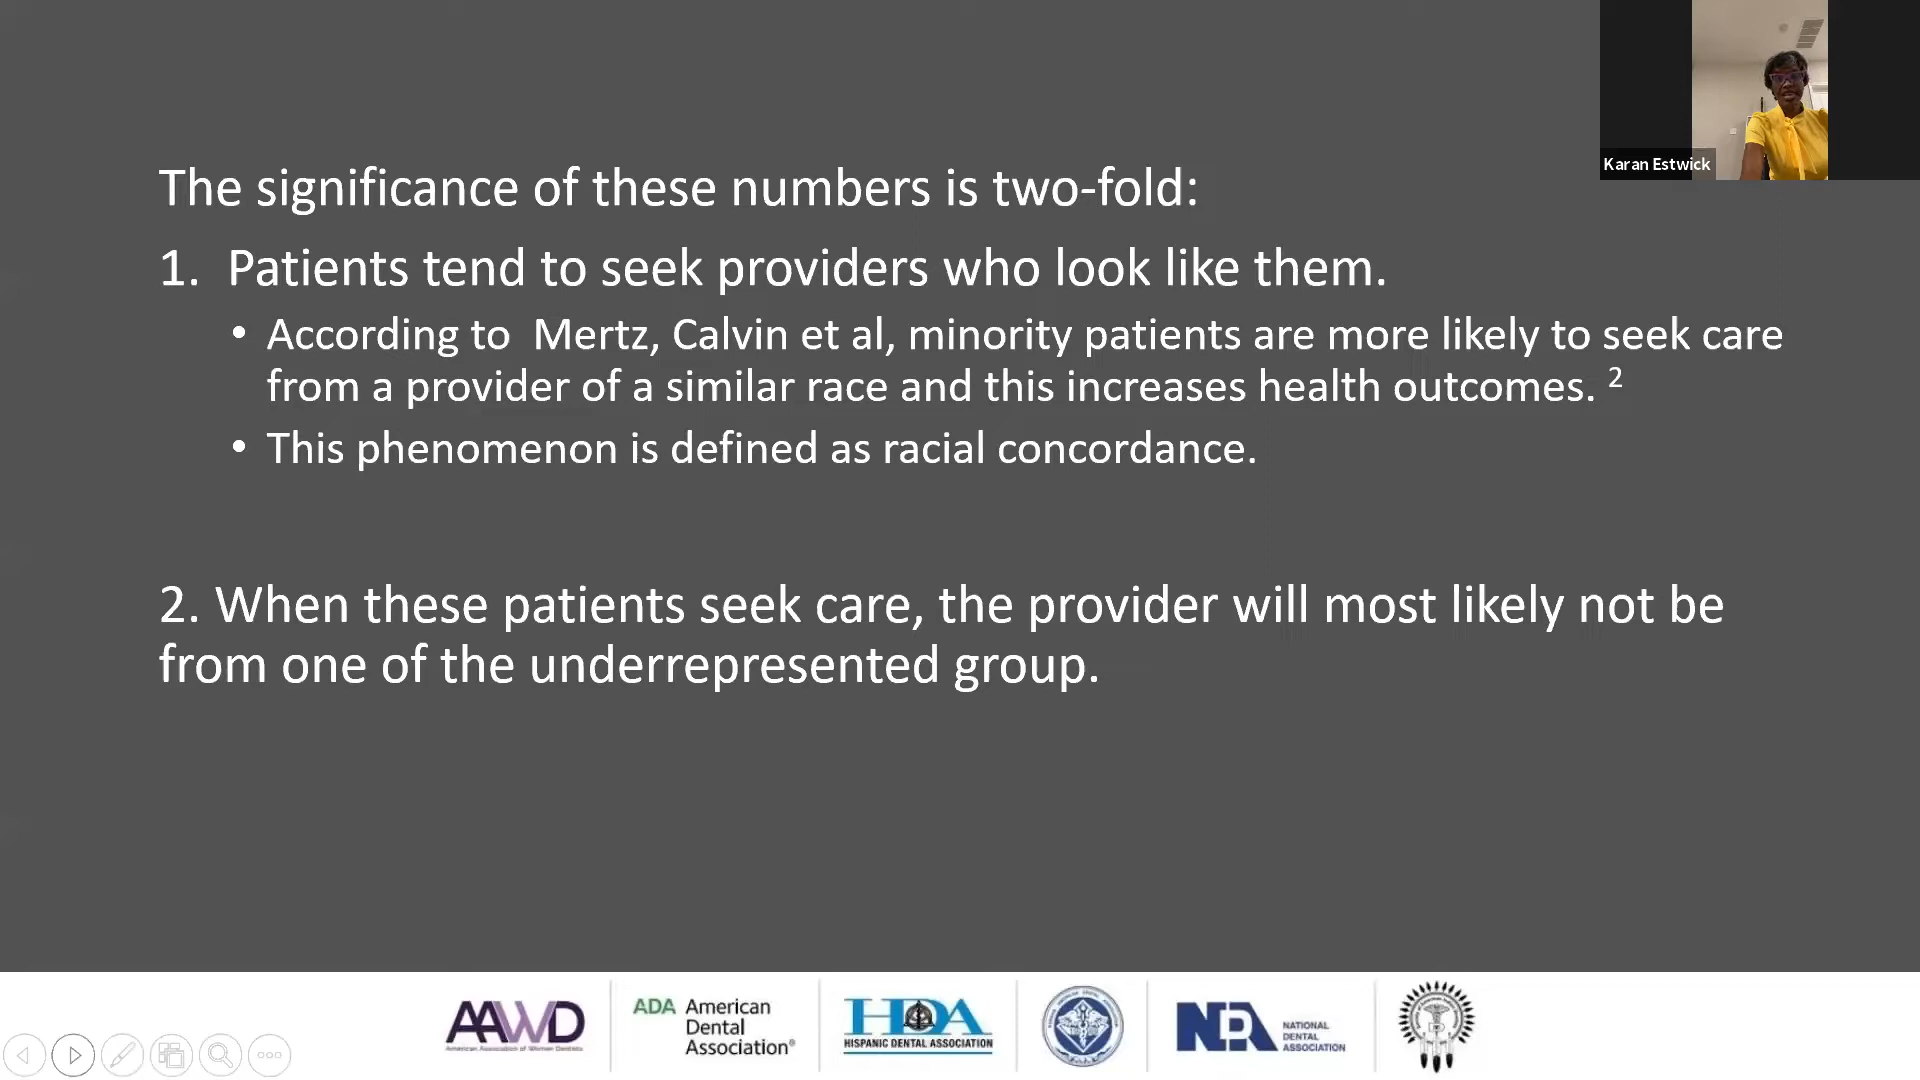 Karan Estwick
The significance of these numbers is two-fold:
1. Patients tend to seek providers who look like them.
• According to  Mertz, Calvin et al, minority patients are more likely to seek care
from a provider of a similar race and this increases health outcomes. 2
• This phenomenon is defined as racial concordance.
2. When these patients seek care, the provider will most likely not be
from one of the underrepresented group.
AAWD
American Association of Women Dentists
ADA American
Dental
Association®
HDA
HISPANIC DENTAL ASSOCIATION
NDA
NATIONAL
DENTAL
ASSOCIATION